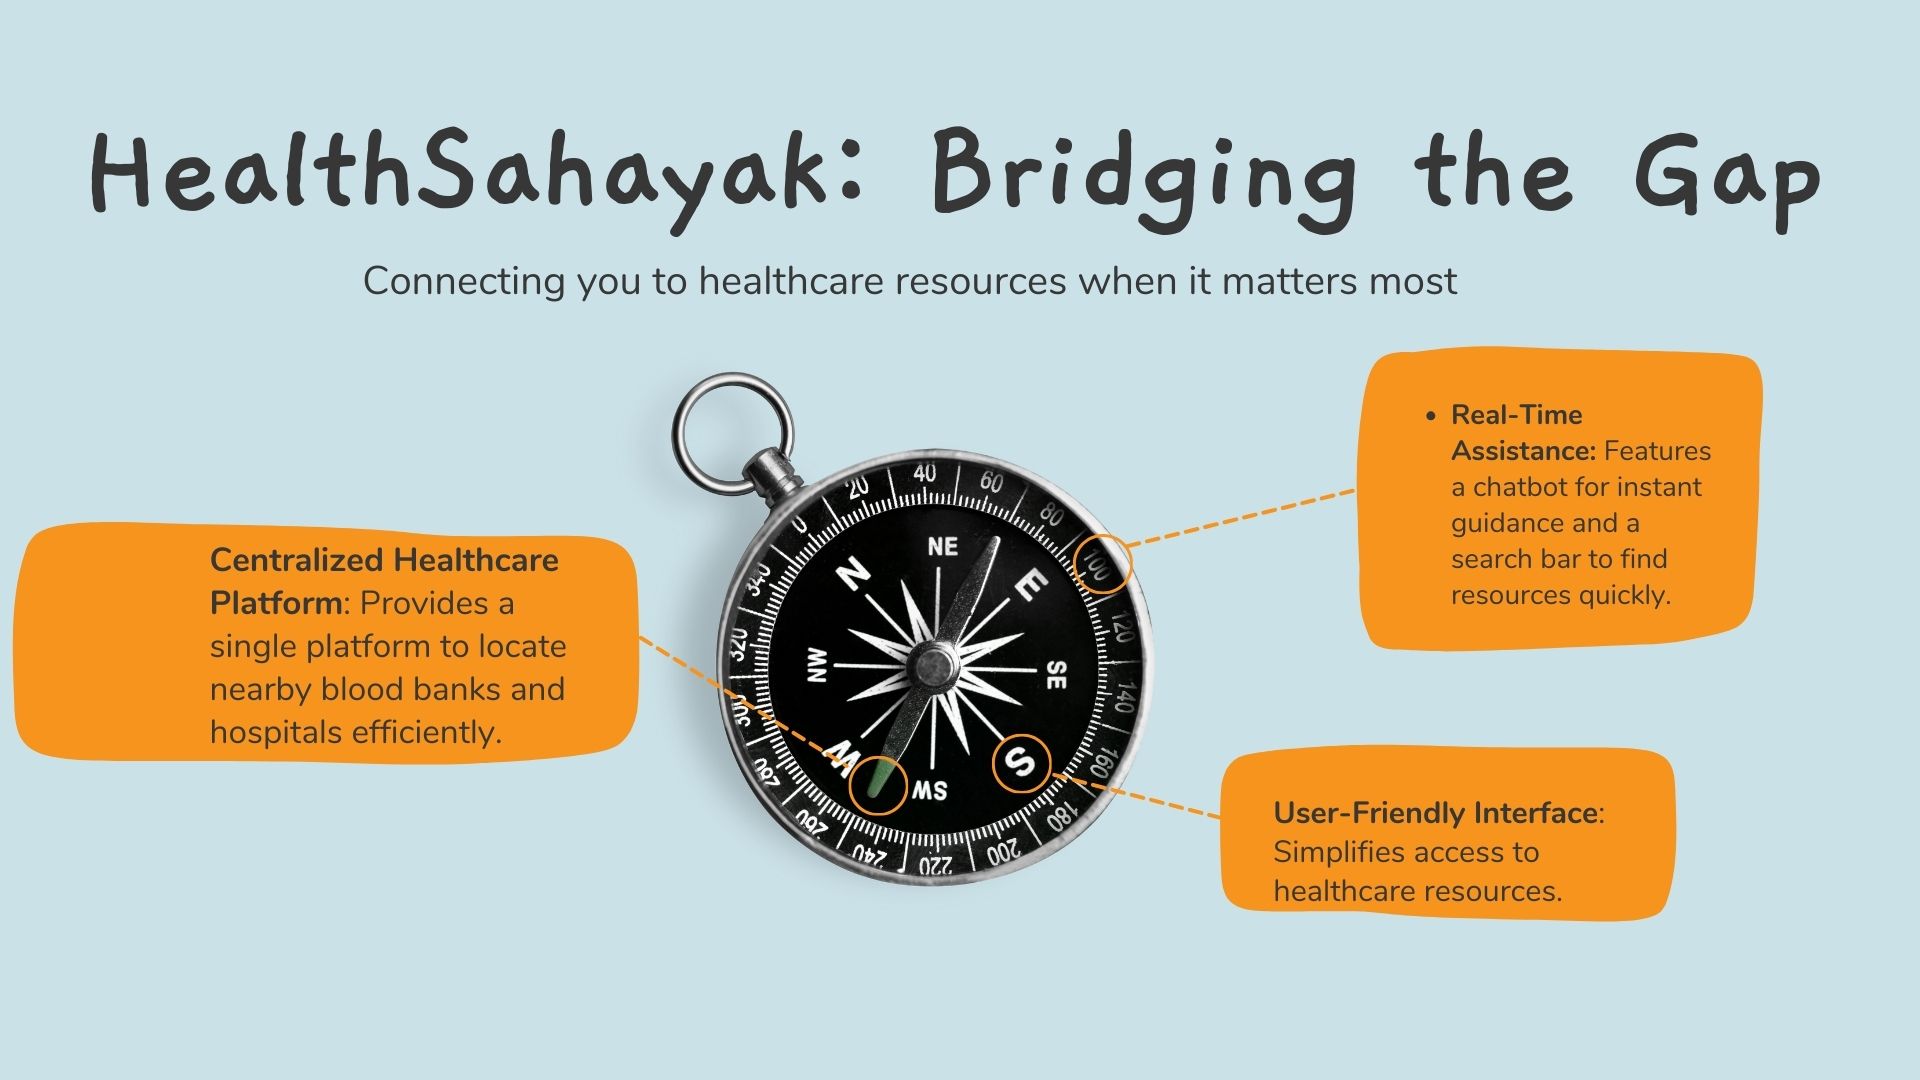 HealthSahayak: Bridging the Gap
Connecting you to healthcare resources when it matters most
Centralized Healthcare
Platform: Provides a
single platform to locate
nearby blood banks and
hospitals efficiently.
• Real-Time
Assistance: Features
a chatbot for instant
guidance and a
search bar to find
resources quickly.
User-Friendly Interface:
Simplifies access to
healthcare resources.
0
20
40
60
80
100
120
140
160
180
200
220
240
260
280
300
320
340
N
NE
E
SE
S
SW
W
NW